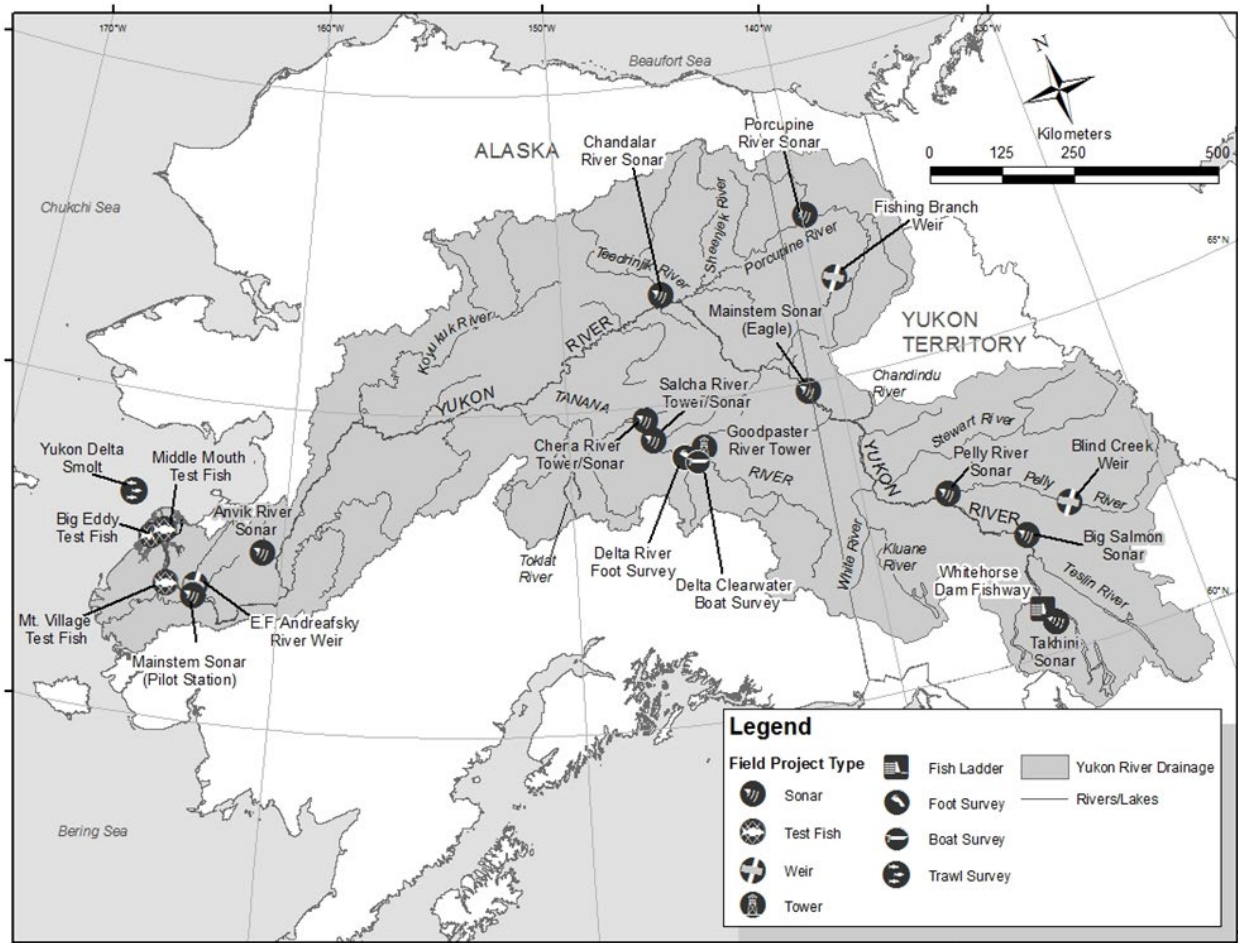 170°W
160°W
150°W
140°W
130°W
Beaufort Sea
N
Kilometers
0 125 250 500
ALASKA
Chandalar
River Sonar
Porcupine
River Sonar
Chukchi Sea
Sheenjek River
Fishing Branch
Weir
65°N
Teedrinjik River
Porcupine River
Mainstem Sonar
(Eagle)
YUKON
TERRITORY
Koyukuk River
RIVER
YUKON
TANANA
Salcha River
Tower/Sonar
Chandindu
River
Chena River
Tower/Sonar
Goodpaster
River Tower
RIVER
Stewart River
Blind Creek
Weir
Yukon Delta
Smolt
Middle Mouth
Test Fish
YUKON
Pelly River
Sonar
Pelly
River
Big Eddy
Test Fish
Anvik River
Sonar
RIVER
Big Salmon
Sonar
Toklat
River
Delta River
Foot Survey
Delta Clearwater
Boat Survey
White River
Kluane
River
Whitehorse
Dam Fishway
Teslin River
60°N
Mt. Village
Test Fish
E.F. Andreafsky
River Weir
Takhini
Sonar
Mainstem Sonar
(Pilot Station)
Bering Sea
Legend
Field Project Type
Sonar
Test Fish
Weir
Tower
Fish Ladder
Foot Survey
Boat Survey
Trawl Survey
Yukon River Drainage
Rivers/Lakes